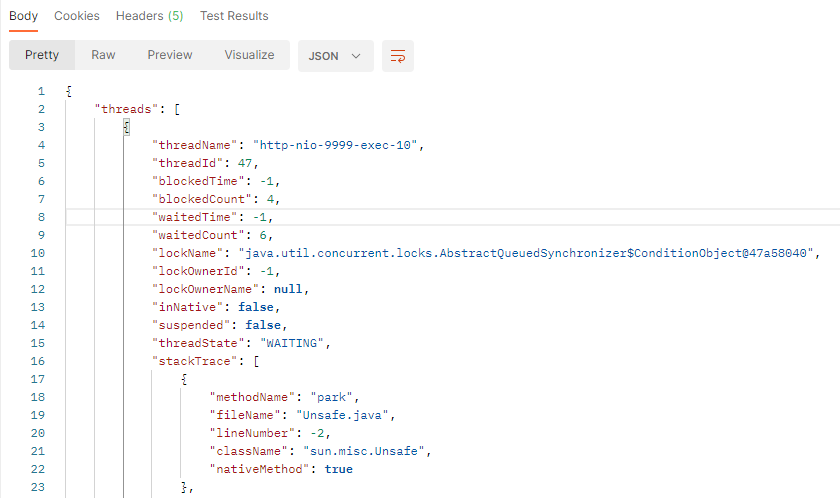 Body Cookies Headers (5) Test Results
Pretty Raw Preview Visualize JSON
1 {
2 "threads": [
3 {
4 "threadName": "http-nio-9999-exec-10",
5 "threadId": 47,
6 "blockedTime": -1,
7 "blockedCount": 4,
8 "waitedTime": -1,
9 "waitedCount": 6,
10 "lockName": "java.util.concurrent.locks.AbstractQueuedSynchronizer$ConditionObject@47a58040",
11 "lockOwnerId": -1,
12 "lockOwnerName": null,
13 "inNative": false,
14 "suspended": false,
15 "threadState": "WAITING",
16 "stackTrace": [
17 {
18 "methodName": "park",
19 "fileName": "Unsafe.java",
20 "lineNumber": -2,
21 "className": "sun.misc.Unsafe",
22 "nativeMethod": true
23 },